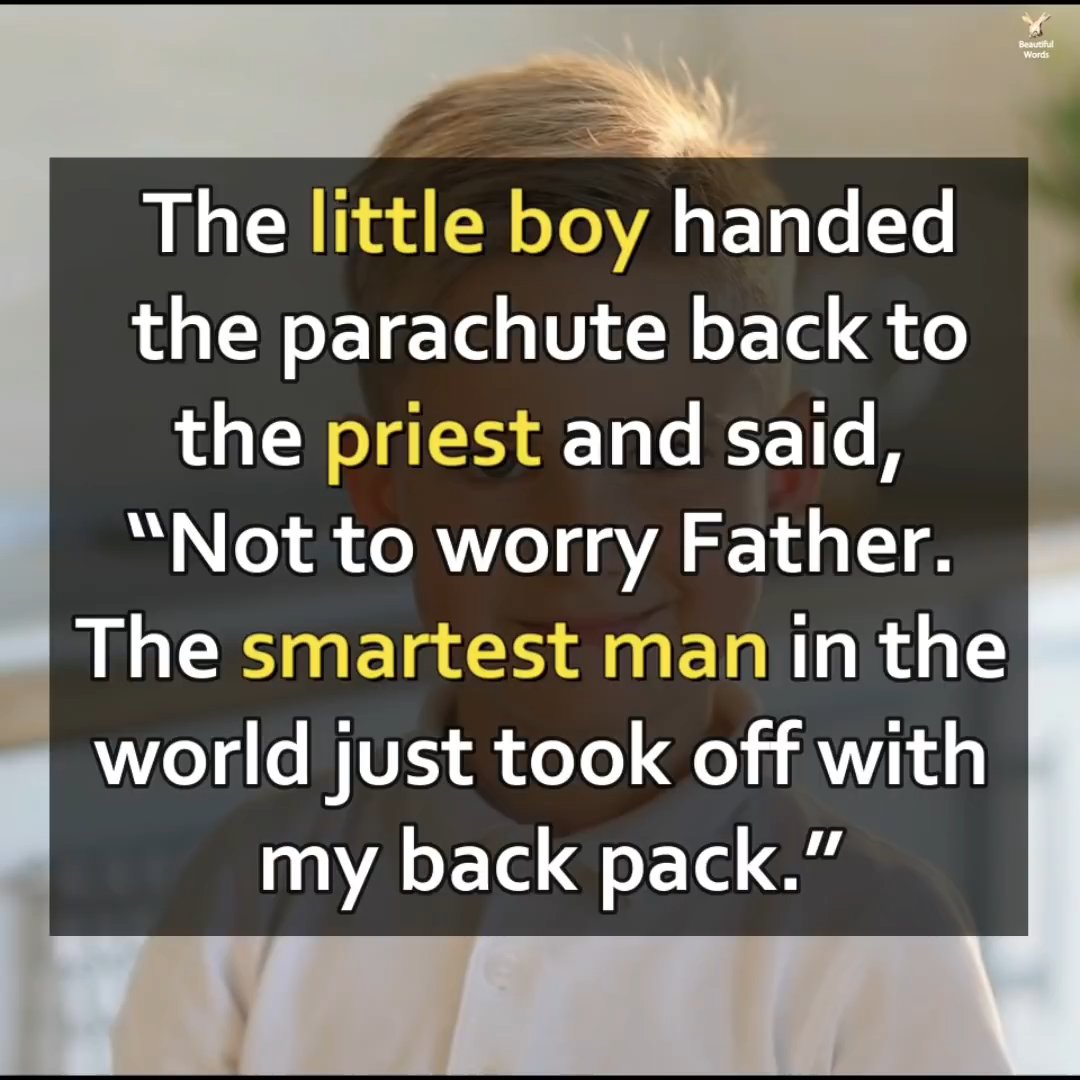 Beautiful
Words
The little boy handed
the parachute back to
the priest and said,
“Not to worry Father.
The smartest man in the
world just took off with
my back pack.”